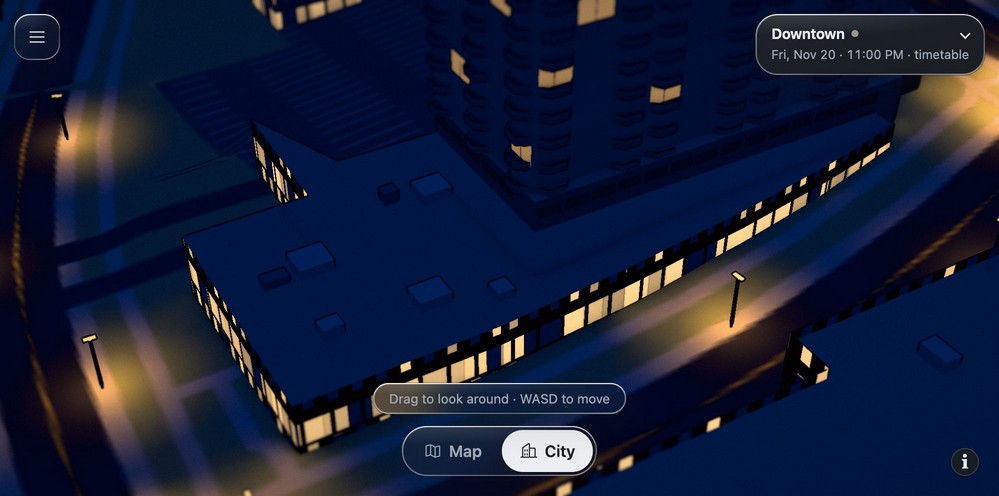 Downtown
Fri, Nov 20 · 11:00 PM · timetable
Drag to look around · WASD to move
Map
City